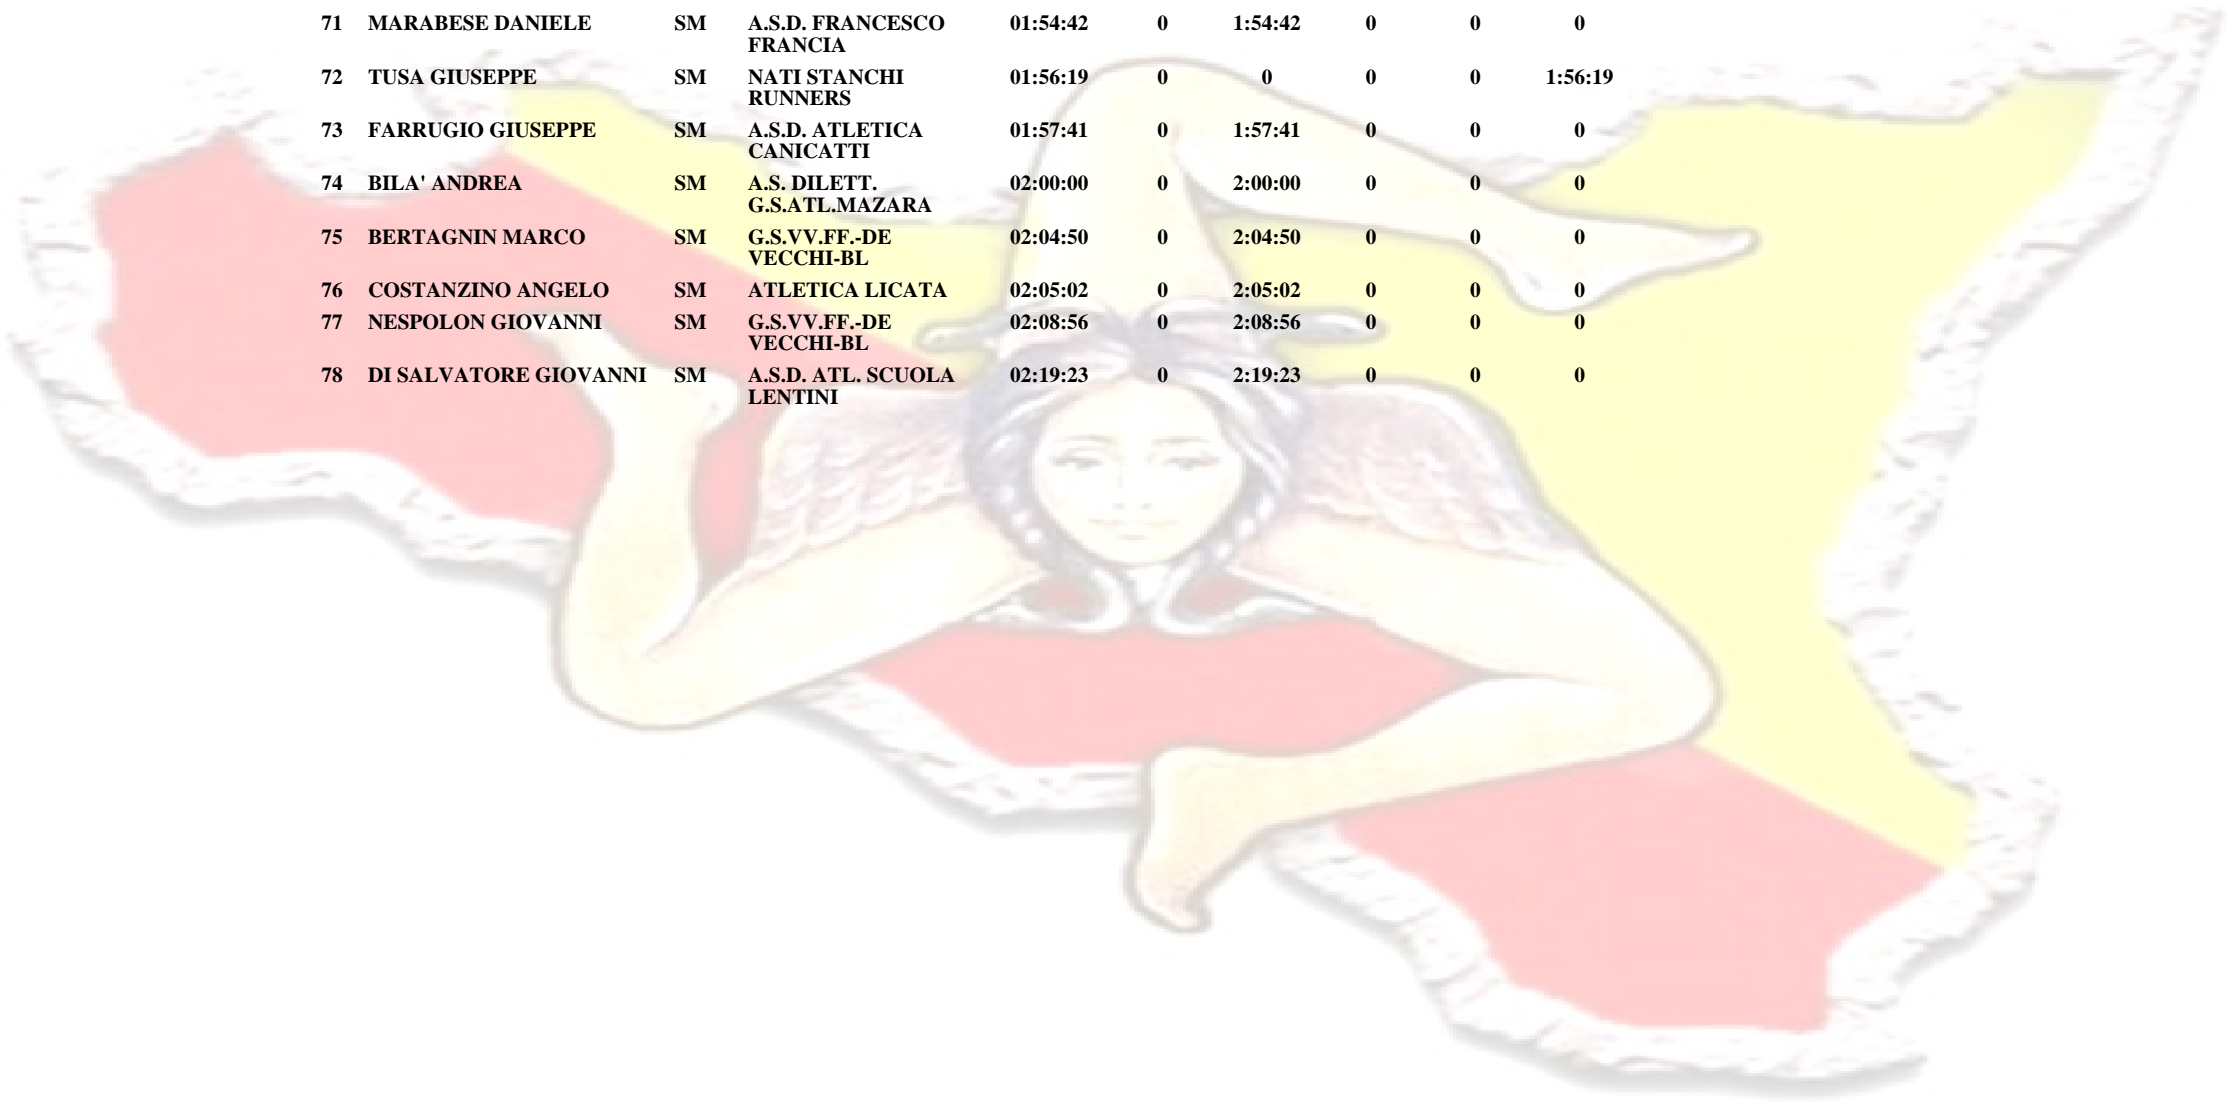 71 MARABESE DANIELE SM A.S.D. FRANCESCO 01:54:42 0 1:54:42 0 0 0
FRANCIA
72 TUSA GIUSEPPE SM NATI STANCHI 01:56:19 0 0 0 0 1:56:19
RUNNERS
73 FARRUGIO GIUSEPPE SM A.S.D. ATLETICA 01:57:41 0 1:57:41 0 0 0
CANICATTI
74 BILA' ANDREA SM A.S. DILETT. 02:00:00 0 2:00:00 0 0 0
G.S.ATL.MAZARA
75 BERTAGNIN MARCO SM G.S.VV.FF.-DE 02:04:50 0 2:04:50 0 0 0
VECCHI-BL
76 COSTANZINO ANGELO SM ATLETICA LICATA 02:05:02 0 2:05:02 0 0 0
77 NESPOLON GIOVANNI SM G.S.VV.FF.-DE 02:08:56 0 2:08:56 0 0 0
VECCHI-BL
78 DI SALVATORE GIOVANNI SM A.S.D. ATL. SCUOLA 02:19:23 0 2:19:23 0 0 0
LENTINI